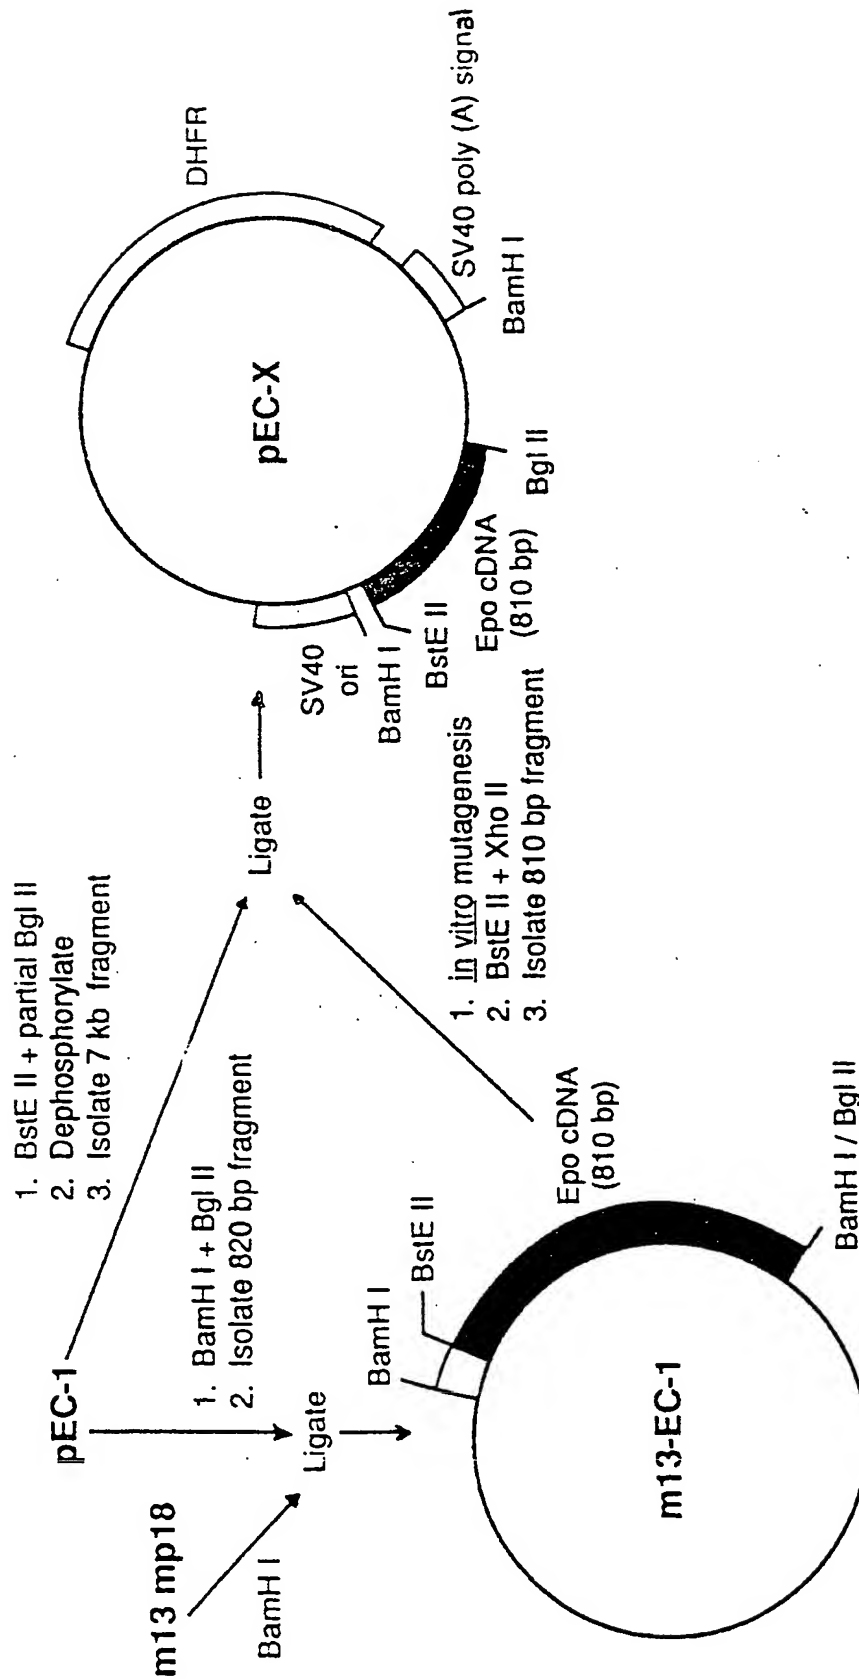 pEC-1
1. BstE II + partial Bgl II
2. Dephosphorylate
3. Isolate 7 kb fragment
m13 mp18
BamH I
1. BamH I + Bgl II
2. Isolate 820 bp fragment
Ligate
Ligate
BamH I
BstE II
Epo cDNA
(810 bp)
BamH I / Bgl II
m13-EC-1
1. in vitro mutagenesis
2. BstE II + Xho II
3. Isolate 810 bp fragment
DHFR
pEC-X
SV40 poly (A) signal
BamH I
SV40
ori
BamH I
BstE II
Epo cDNA
(810 bp)
Bgl II